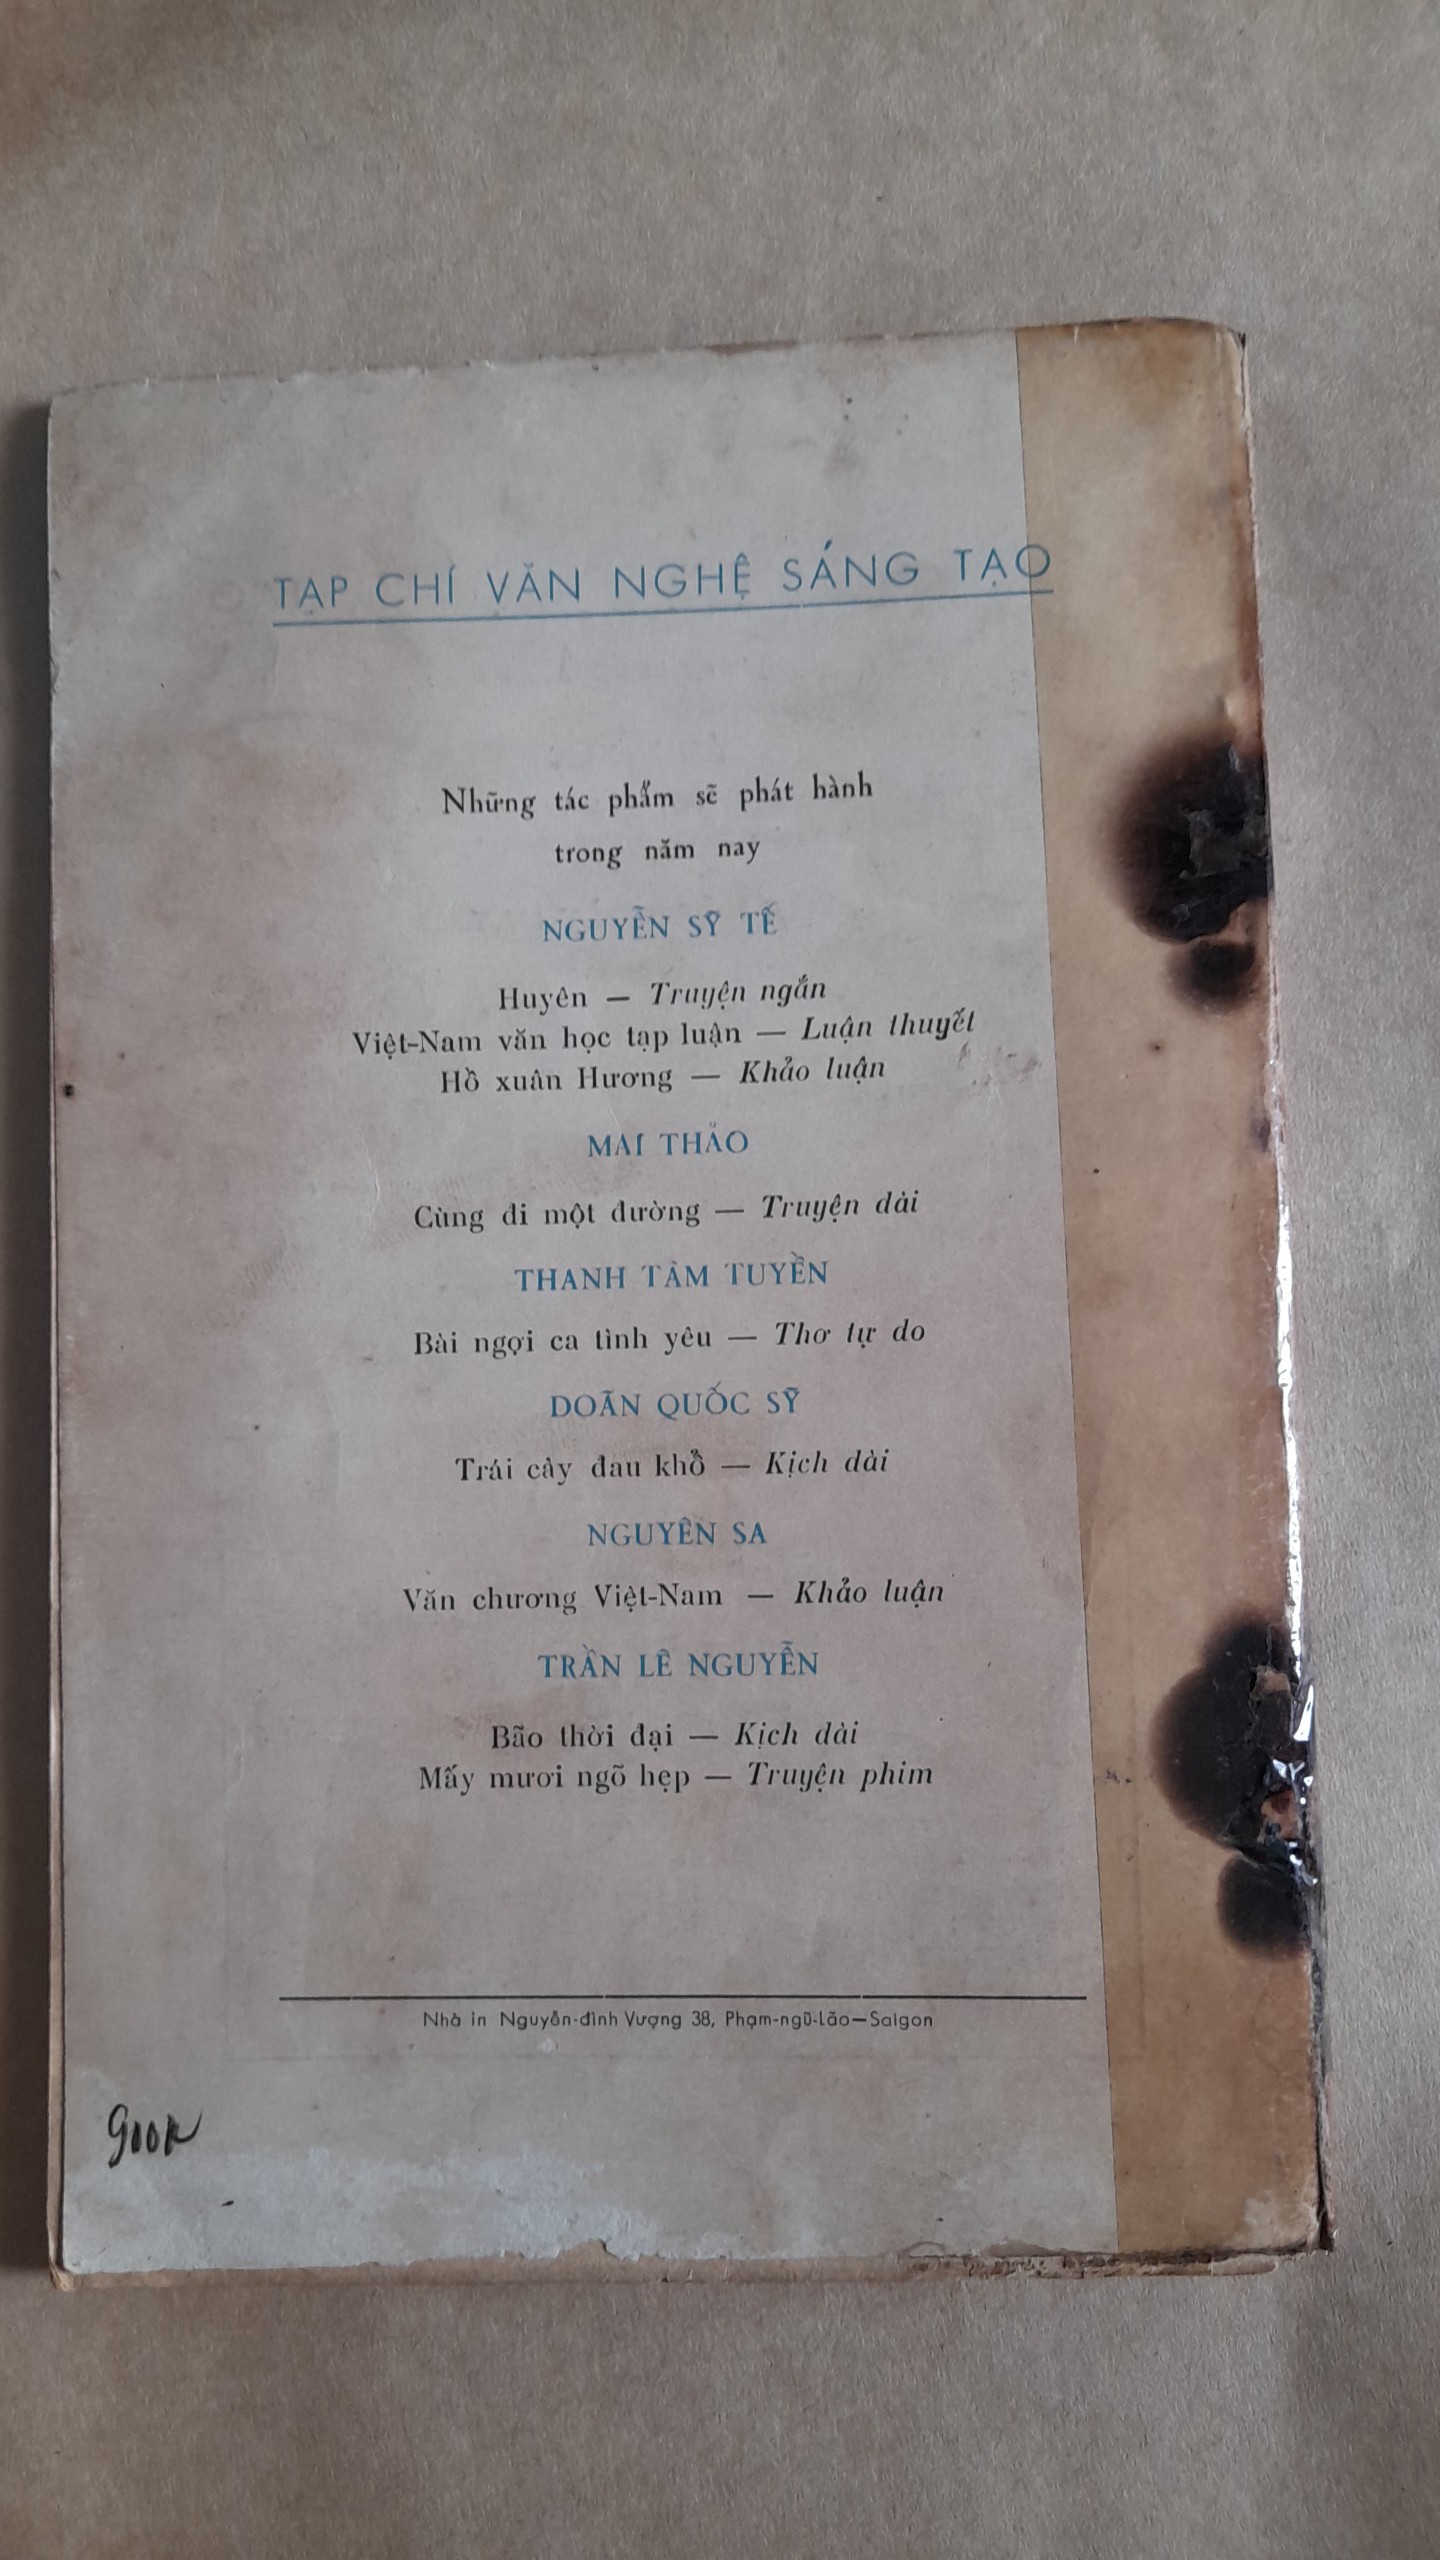 TẠP CHÍ VĂN NGHỆ SÁNG TẠO
Những tác phẩm sẽ phát hành
trong năm nay
NGUYỄN SỸ TẾ
Huyên — Truyện ngắn
Việt-Nam văn học tạp luận — Luận thuyết
Hồ xuân Hương — Khảo luận
MAI THẢO
Cùng đi một đường — Truyện dài
THANH TÂM TUYỀN
Bài ngợi ca tình yêu — Thơ tự do
DOÃN QUỐC SỸ
Trái cây đau khổ — Kịch dài
NGUYÊN SA
Văn chương Việt-Nam — Khảo luận
TRẦN LÊ NGUYỄN
Bão thời đại — Kịch dài
Mấy mươi ngõ hẹp — Truyện phim
Nhà in Nguyễn-đình Vượng 38, Phạm-ngũ-Lão—Saigon
900k